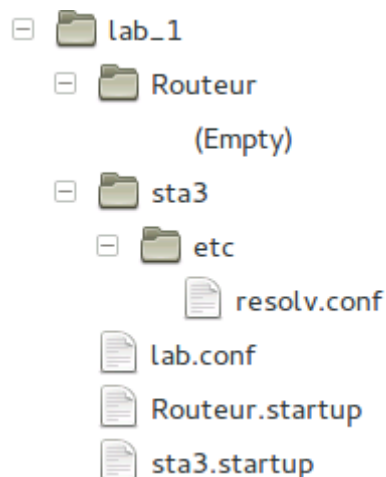 lab_1
Routeur
(Empty)
sta3
etc
resolv.conf
lab.conf
Routeur.startup
sta3.startup